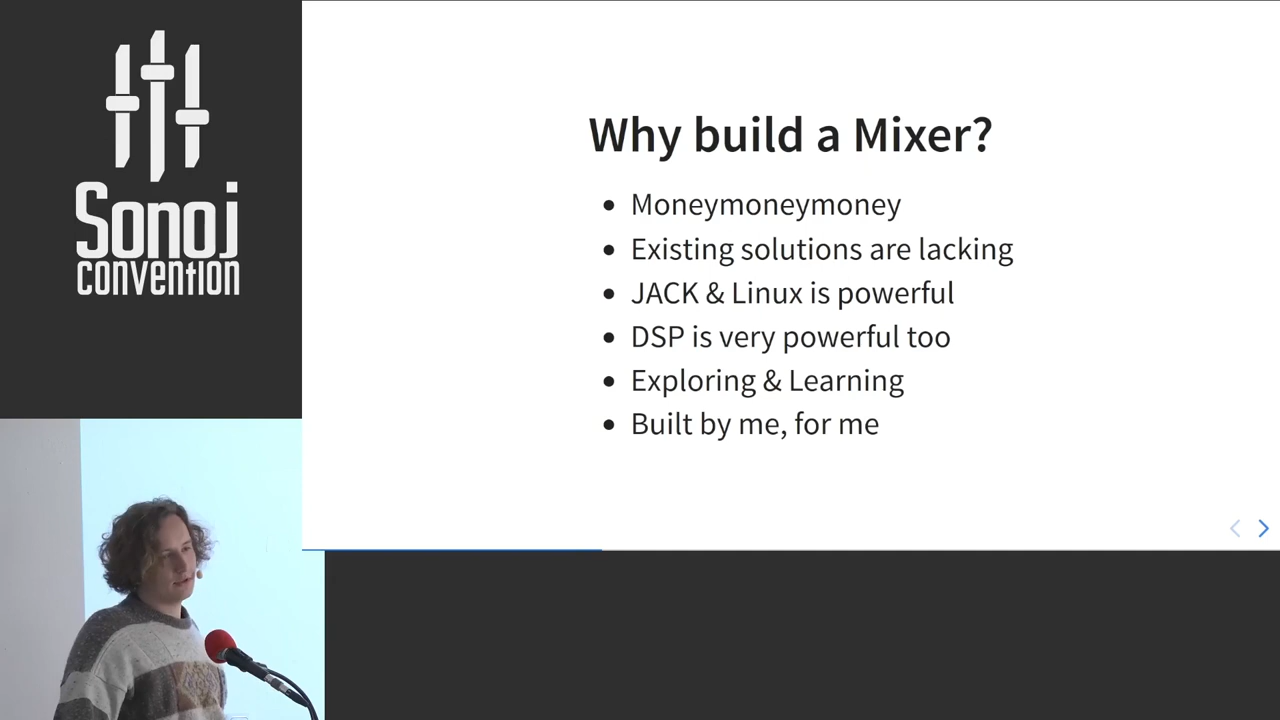 Sonoj
convention
Why build a Mixer?
Moneymoneymoney
Existing solutions are lacking
JACK & Linux is powerful
DSP is very powerful too
Exploring & Learning
Built by me, for me